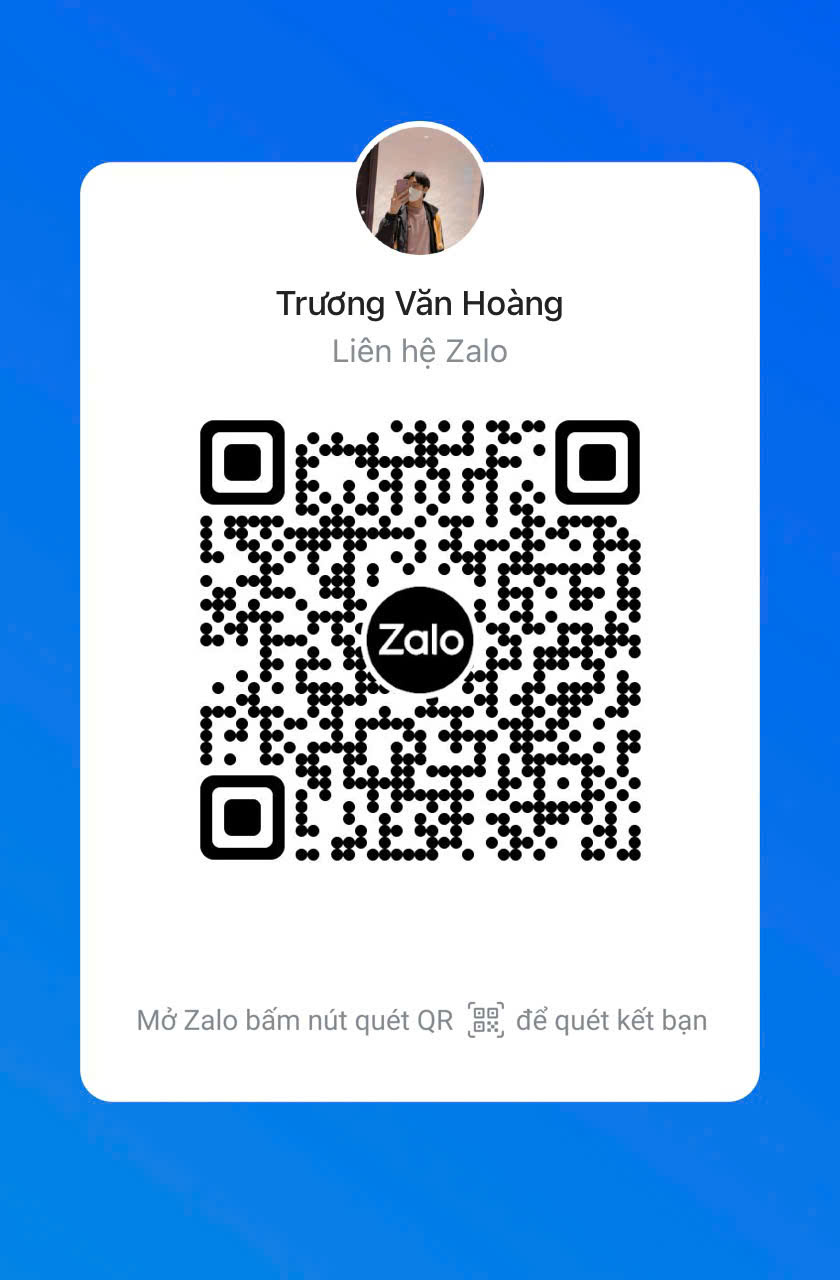 Trương Văn Hoàng
Liên hệ Zalo
Zalo
Mở Zalo bấm nút quét QR để quét kết bạn